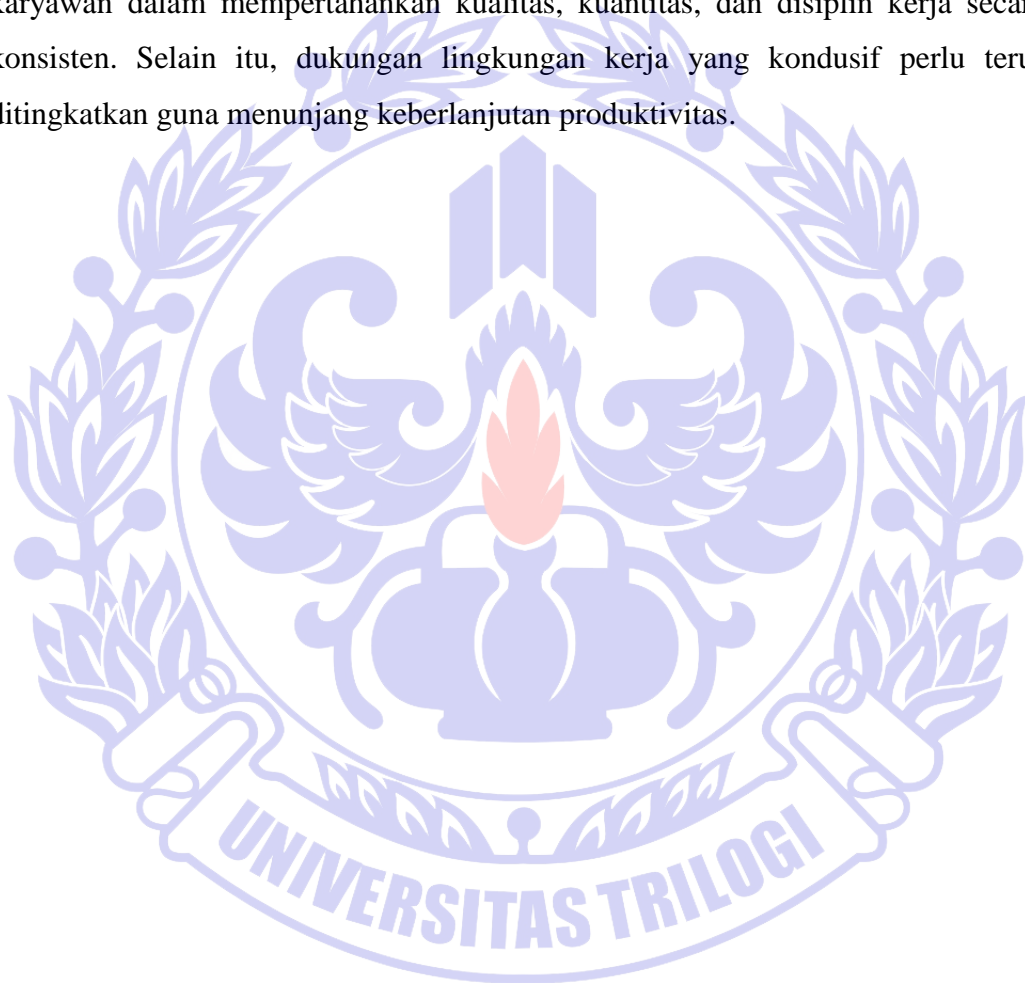 karyawan dalam mempertahankan kualitas, kuantitas, dan disiplin kerja seca
konsisten. Selain itu, dukungan lingkungan kerja yang kondusif perlu teru
ditingkatkan guna menunjang keberlanjutan produktivitas.
UNIVERSITAS TRILOGI